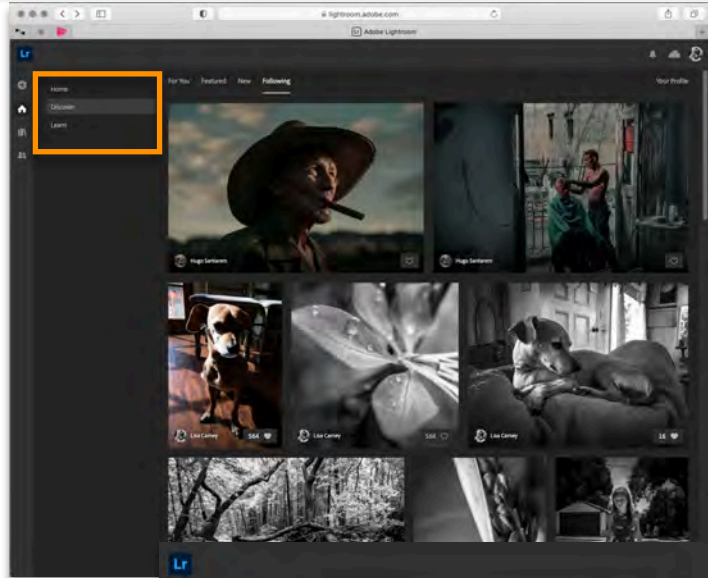 lightroom.adobe.com
Adobe Lightroom
Lr
Home
Discover
Learn
For You Featured New Following Your Profile
Hugo Santarem
Hugo Santarem
Lisa Carney 564
Lisa Carney 566
Lisa Carney 16
Lr